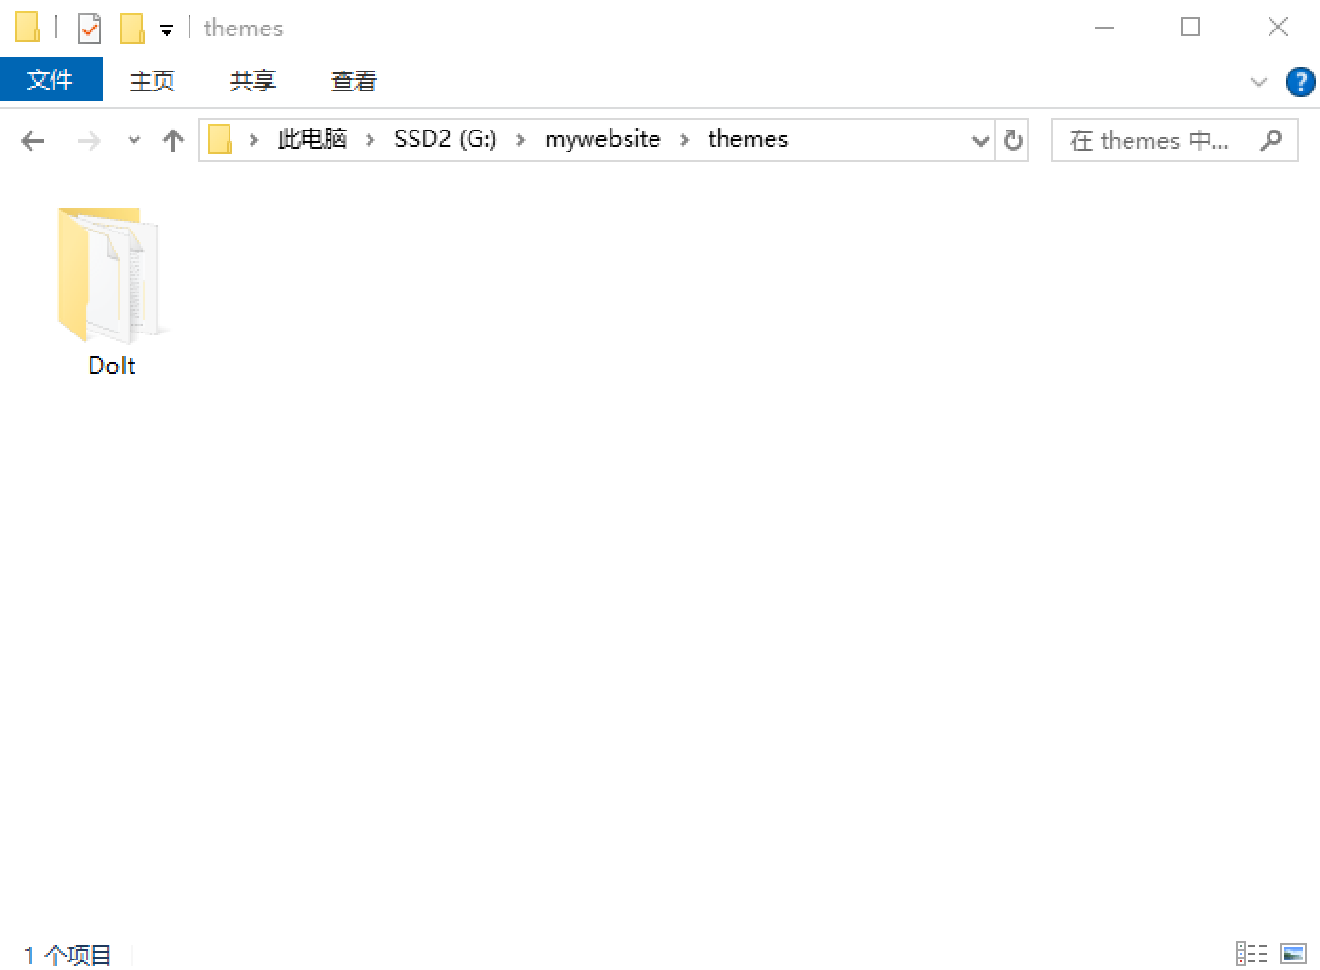 themes
文件 主页 共享 查看 ?
此电脑 SSD2 (G:) mywebsite themes 在 themes 中...
DoIt
1 个项目